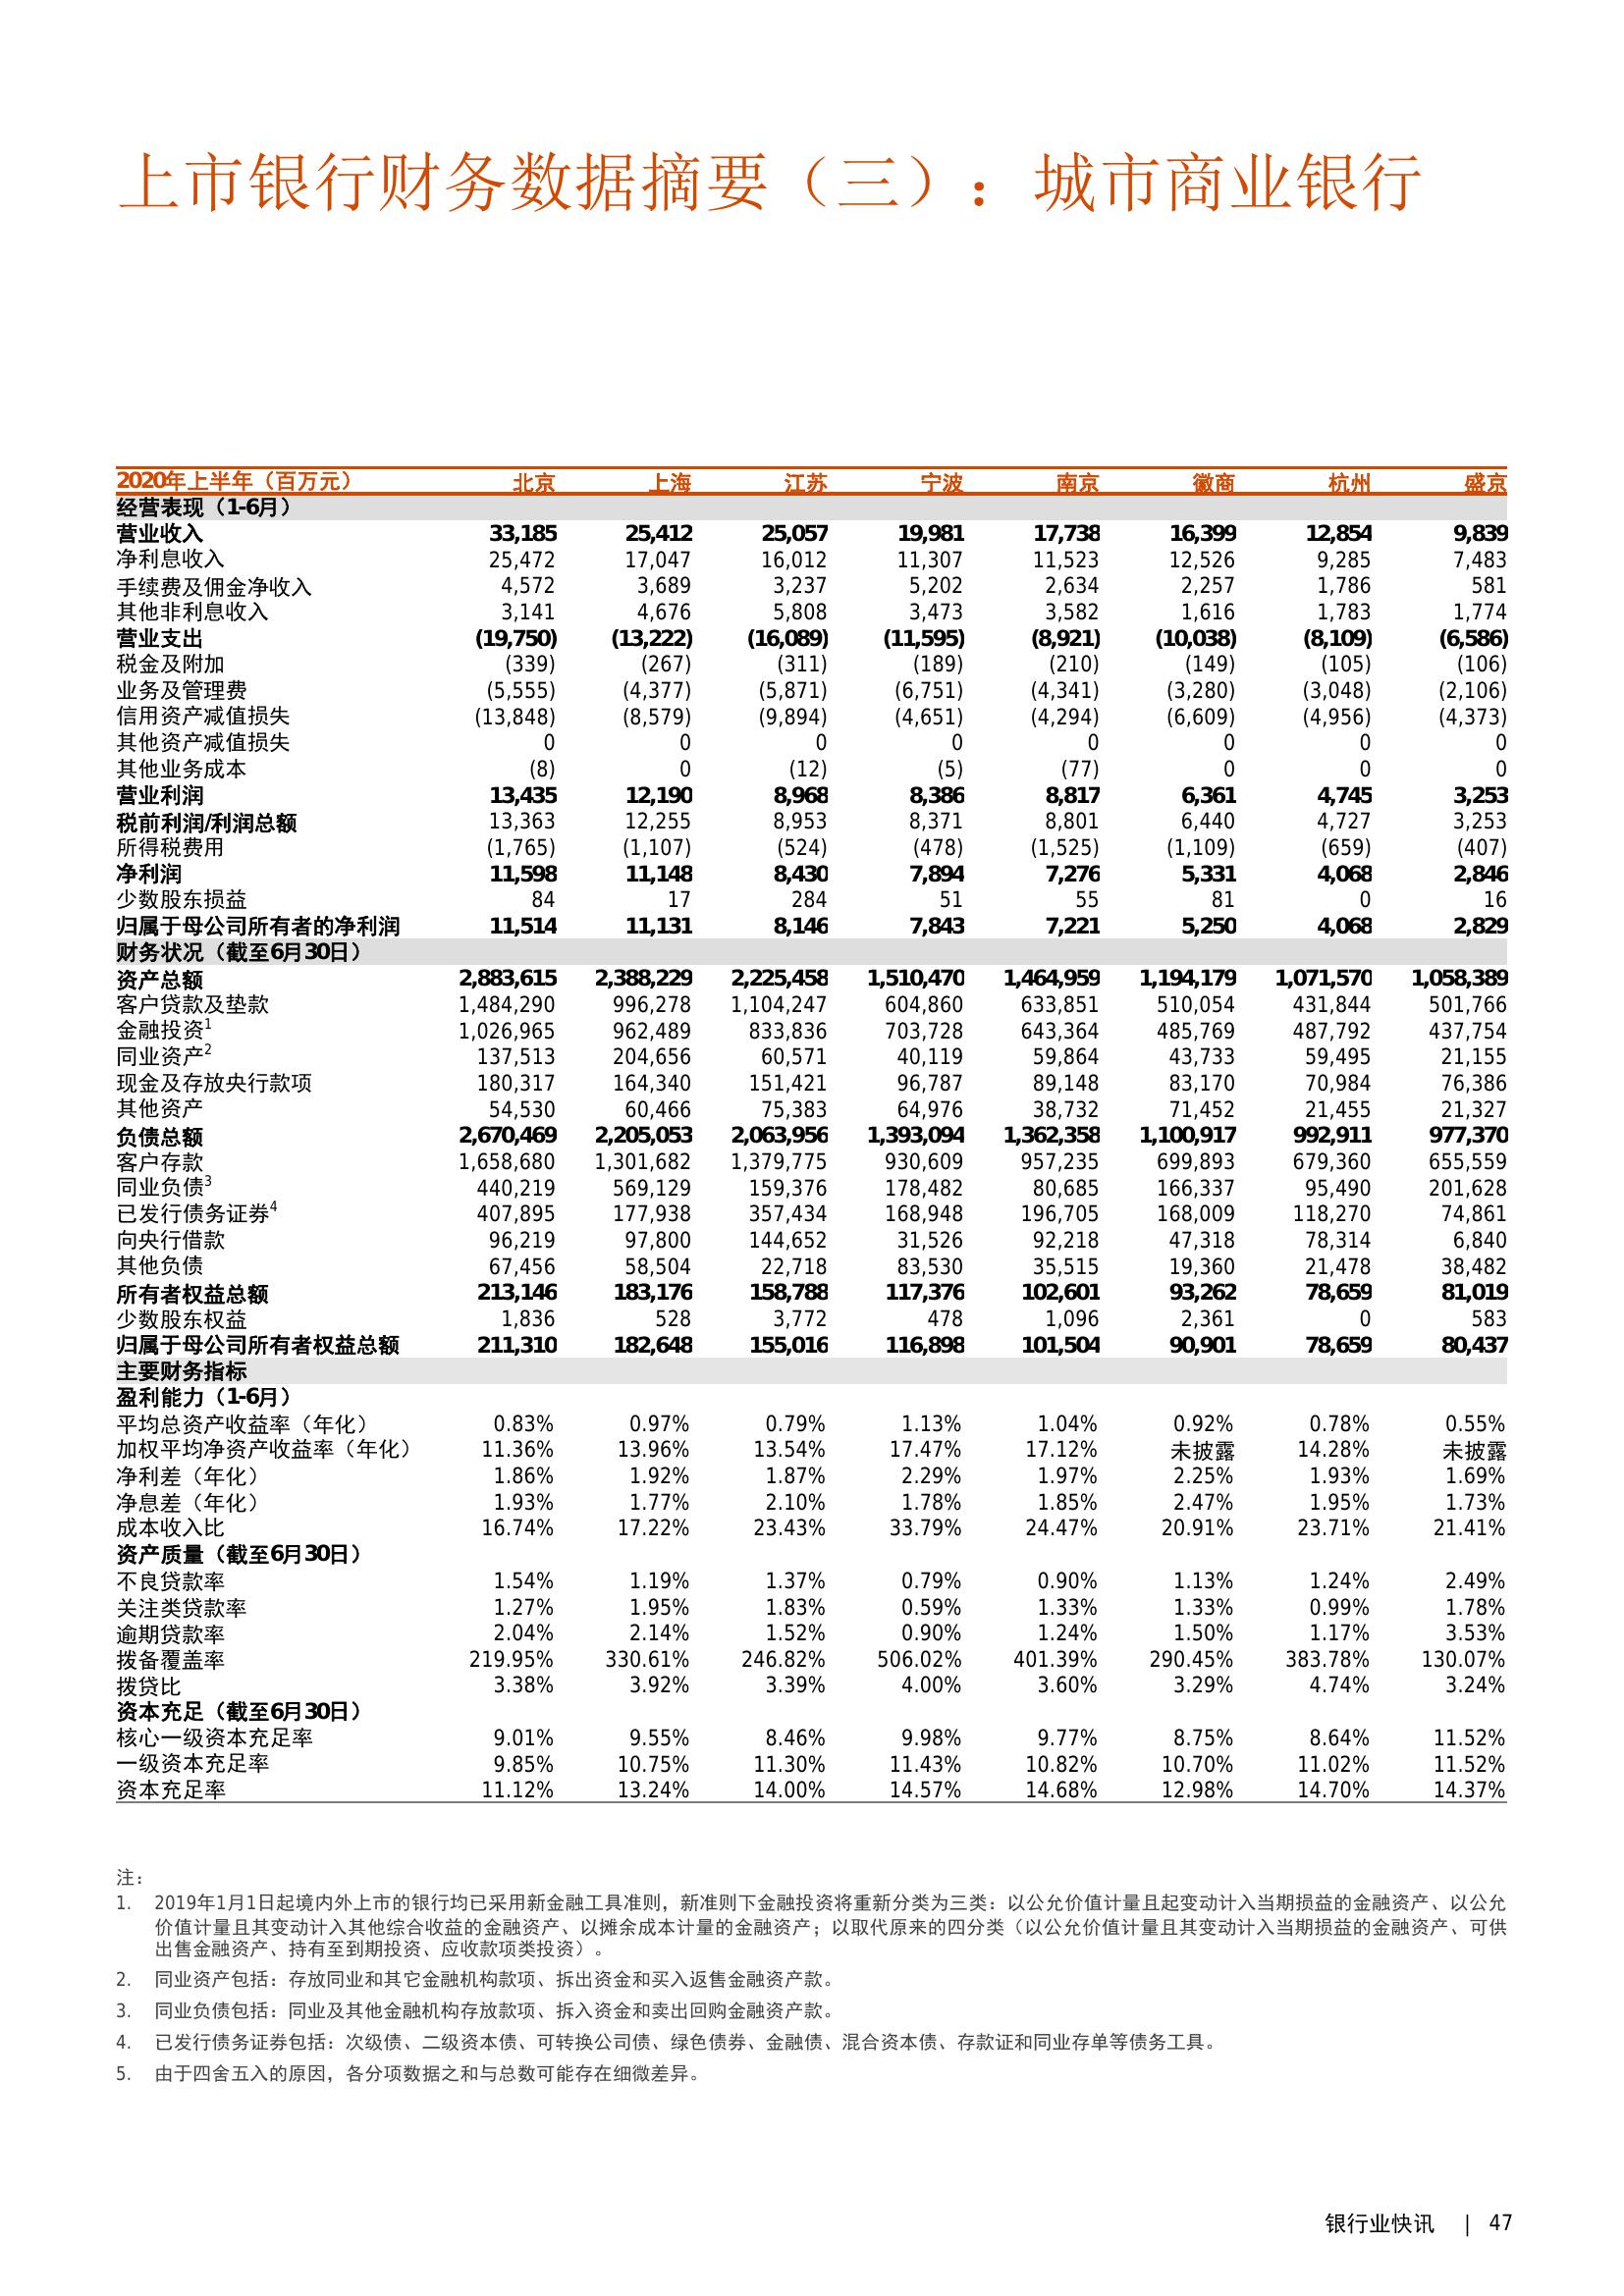 上市银行财务数据摘要（三）：城市商业银行
2020年上半年（百万元） 北京 上海 江苏 宁波 南京 徽商 杭州 盛京
经营表现（1-6月）
营业收入 33,185 25,412 25,057 19,981 17,738 16,399 12,854 9,839
净利息收入 25,472 17,047 16,012 11,307 11,523 12,526 9,285 7,483
手续费及佣金净收入 4,572 3,689 3,237 5,202 2,634 2,257 1,786 581
其他非利息收入 3,141 4,676 5,808 3,473 3,582 1,616 1,783 1,774
营业支出 (19,750) (13,222) (16,089) (11,595) (8,921) (10,038) (8,109) (6,586)
税金及附加 (339) (267) (311) (189) (210) (149) (105) (106)
业务及管理费 (5,555) (4,377) (5,871) (6,751) (4,341) (3,280) (3,048) (2,106)
信用资产减值损失 (13,848) (8,579) (9,894) (4,651) (4,294) (6,609) (4,956) (4,373)
其他资产减值损失 0 0 0 0 0 0 0 0
其他业务成本 (8) 0 (12) (5) (77) 0 0 0
营业利润 13,435 12,190 8,968 8,386 8,817 6,361 4,745 3,253
税前利润/利润总额 13,363 12,255 8,953 8,371 8,801 6,440 4,727 3,253
所得税费用 (1,765) (1,107) (524) (478) (1,525) (1,109) (659) (407)
净利润 11,598 11,148 8,430 7,894 7,276 5,331 4,068 2,846
少数股东损益 84 17 284 51 55 81 0 16
归属于母公司所有者的净利润 11,514 11,131 8,146 7,843 7,221 5,250 4,068 2,829
财务状况（截至6月30日）
资产总额 2,883,615 2,388,229 2,225,458 1,510,470 1,464,959 1,194,179 1,071,570 1,058,389
客户贷款及垫款 1,484,290 996,278 1,104,247 604,860 633,851 510,054 431,844 501,766
金融投资1 1,026,965 962,489 833,836 703,728 643,364 485,769 487,792 437,754
同业资产2 137,513 204,656 60,571 40,119 59,864 43,733 59,495 21,155
现金及存放央行款项 180,317 164,340 151,421 96,787 89,148 83,170 70,984 76,386
其他资产 54,530 60,466 75,383 64,976 38,732 71,452 21,455 21,327
负债总额 2,670,469 2,205,053 2,063,956 1,393,094 1,362,358 1,100,917 992,911 977,370
客户存款 1,658,680 1,301,682 1,379,775 930,609 957,235 699,893 679,360 655,559
同业负债3 440,219 569,129 159,376 178,482 80,685 166,337 95,490 201,628
已发行债务证券4 407,895 177,938 357,434 168,948 196,705 168,009 118,270 74,861
向央行借款 96,219 97,800 144,652 31,526 92,218 47,318 78,314 6,840
其他负债 67,456 58,504 22,718 83,530 35,515 19,360 21,478 38,482
所有者权益总额 213,146 183,176 158,788 117,376 102,601 93,262 78,659 81,019
少数股东权益 1,836 528 3,772 478 1,096 2,361 0 583
归属于母公司所有者权益总额 211,310 182,648 155,016 116,898 101,504 90,901 78,659 80,437
主要财务指标
盈利能力（1-6月）
平均总资产收益率（年化） 0.83% 0.97% 0.79% 1.13% 1.04% 0.92% 0.78% 0.55%
加权平均净资产收益率（年化） 11.36% 13.96% 13.54% 17.47% 17.12% 未披露 14.28% 未披露
净利差（年化） 1.86% 1.92% 1.87% 2.29% 1.97% 2.25% 1.93% 1.69%
净息差（年化） 1.93% 1.77% 2.10% 1.78% 1.85% 2.47% 1.95% 1.73%
成本收入比 16.74% 17.22% 23.43% 33.79% 24.47% 20.91% 23.71% 21.41%
资产质量（截至6月30日）
不良贷款率 1.54% 1.19% 1.37% 0.79% 0.90% 1.13% 1.24% 2.49%
关注类贷款率 1.27% 1.95% 1.83% 0.59% 1.33% 1.33% 0.99% 1.78%
逾期贷款率 2.04% 2.14% 1.52% 0.90% 1.24% 1.50% 1.17% 3.53%
拨备覆盖率 219.95% 330.61% 246.82% 506.02% 401.39% 290.45% 383.78% 130.07%
拨贷比 3.38% 3.92% 3.39% 4.00% 3.60% 3.29% 4.74% 3.24%
资本充足（截至6月30日）
核心一级资本充足率 9.01% 9.55% 8.46% 9.98% 9.77% 8.75% 8.64% 11.52%
一级资本充足率 9.85% 10.75% 11.30% 11.43% 10.82% 10.70% 11.02% 11.52%
资本充足率 11.12% 13.24% 14.00% 14.57% 14.68% 12.98% 14.70% 14.37%
注：
1. 2019年1月1日起境内外上市的银行均已采用新金融工具准则，新准则下金融投资将重新分类为三类：以公允价值计量且起变动计入当期损益的金融资产、以公允
价值计量且其变动计入其他综合收益的金融资产、以摊余成本计量的金融资产；以取代原来的四分类（以公允价值计量且其变动计入当期损益的金融资产、可供
出售金融资产、持有至到期投资、应收款项类投资）。
2. 同业资产包括：存放同业和其它金融机构款项、拆出资金和买入返售金融资产款。
3. 同业负债包括：同业及其他金融机构存放款项、拆入资金和卖出回购金融资产款。
4. 已发行债务证券包括：次级债、二级资本债、可转换公司债、绿色债券、金融债、混合资本债、存款证和同业存单等债务工具。
5. 由于四舍五入的原因，各分项数据之和与总数可能存在细微差异。
银行业快讯 | 47